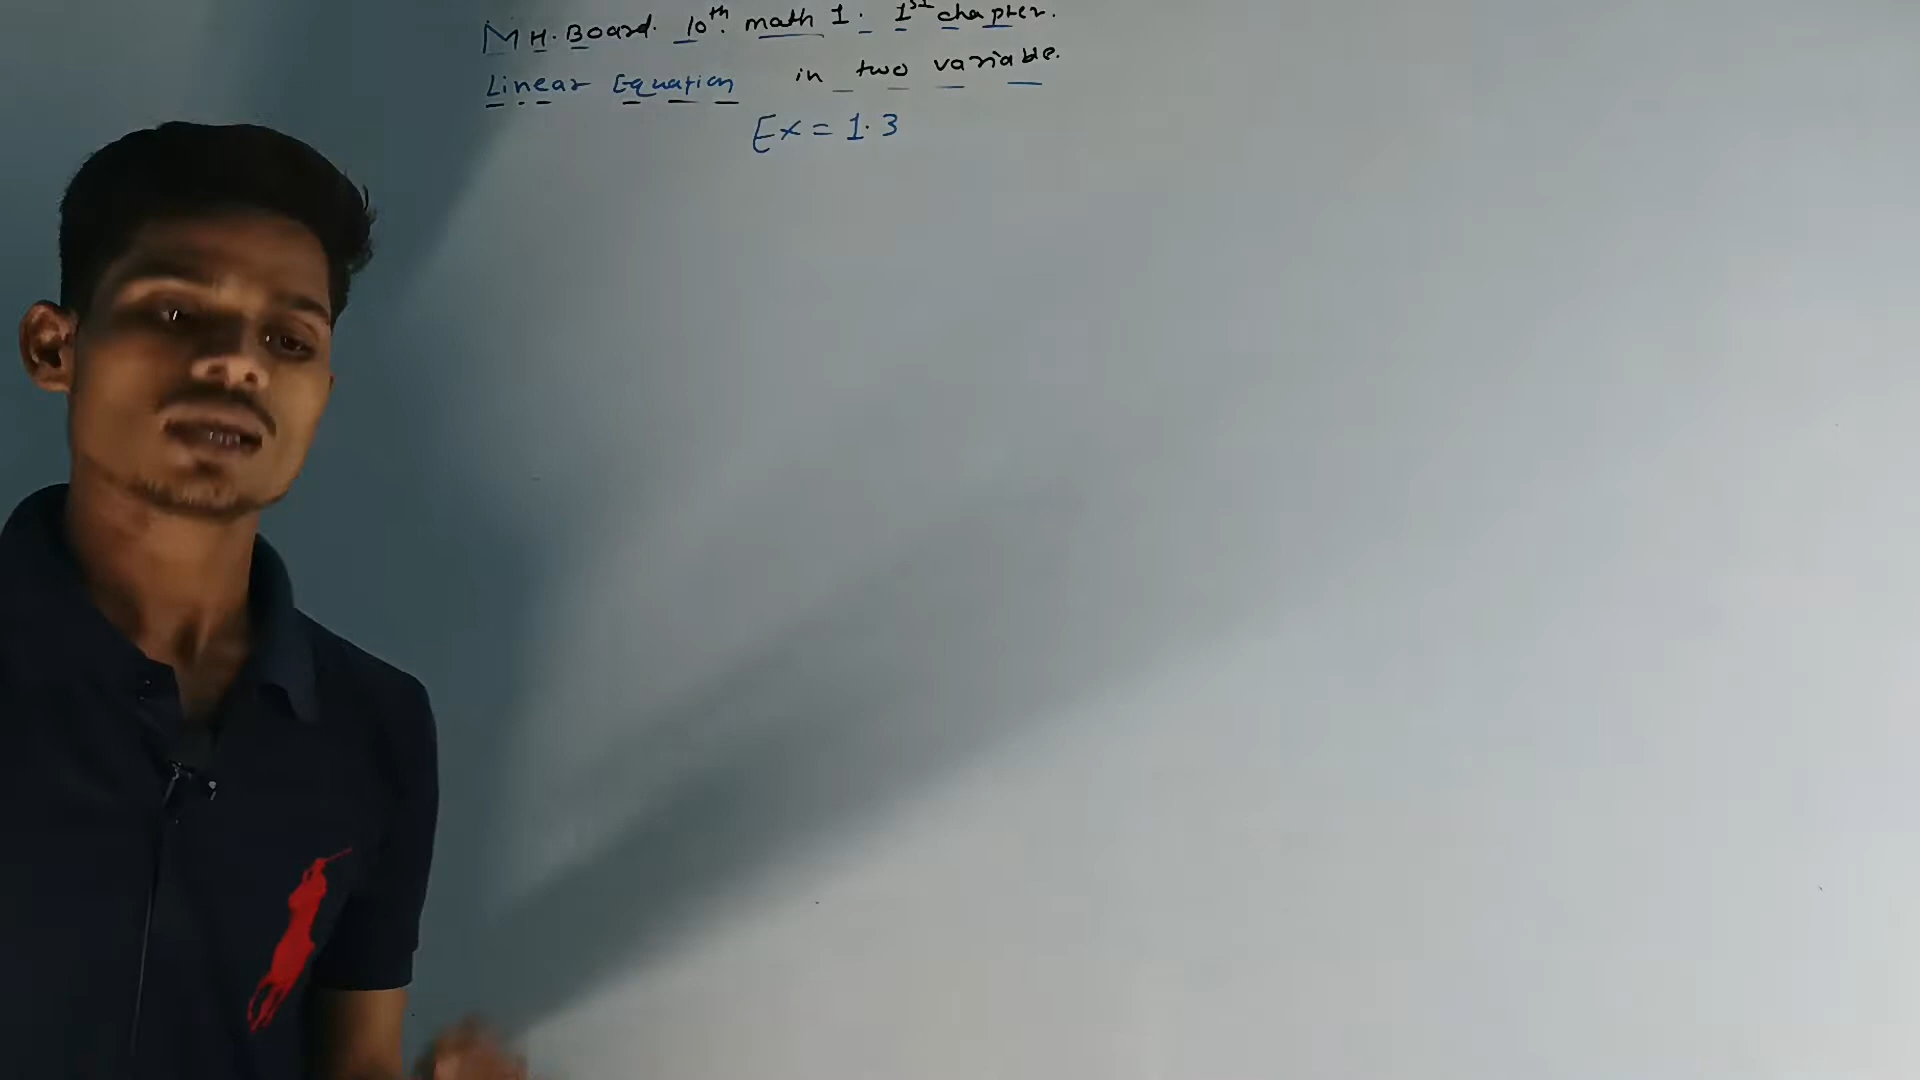 MH. Board. 10th. math 1. 1st chapter.
Linear Equation in two variable.
Ex = 1.3